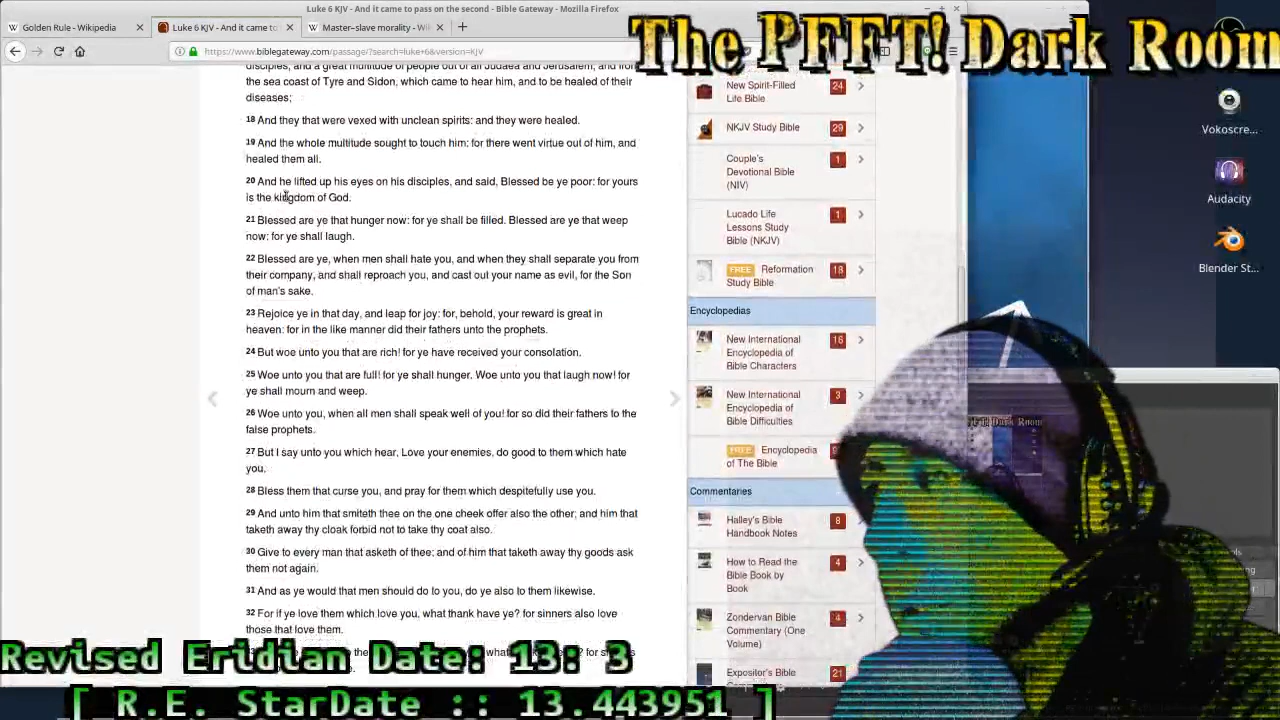 Luke 6 KJV - And it came to pass on the second - Bible Gateway - Mozilla Firefox
The PFFT! Dark Room
Golden Rule - Wikipedia
Luke 6 KJV - And it came to
Master–slave morality - Wiki
https://www.biblegateway.com/passage/?search=luke+6&version=KJV
disciples, and a great multitude of people out of all Judaea and Jerusalem, and from
the sea coast of Tyre and Sidon, which came to hear him, and to be healed of their
diseases;
18 And they that were vexed with unclean spirits: and they were healed.
19 And the whole multitude sought to touch him: for there went virtue out of him, and
healed them all.
20 And he lifted up his eyes on his disciples, and said, Blessed be ye poor: for yours
is the kingdom of God.
21 Blessed are ye that hunger now: for ye shall be filled. Blessed are ye that weep
now: for ye shall laugh.
22 Blessed are ye, when men shall hate you, and when they shall separate you from
their company, and shall reproach you, and cast out your name as evil, for the Son
of man's sake.
23 Rejoice ye in that day, and leap for joy: for, behold, your reward is great in
heaven: for in the like manner did their fathers unto the prophets.
24 But woe unto you that are rich! for ye have received your consolation.
25 Woe unto you that are full! for ye shall hunger. Woe unto you that laugh now! for
ye shall mourn and weep.
26 Woe unto you, when all men shall speak well of you! for so did their fathers to the
false prophets.
27 But I say unto you which hear, Love your enemies, do good to them which hate
you,
28 Bless them that curse you, and pray for them which despitefully use you.
29 And unto him that smiteth thee on the one cheek offer also the other; and him that
taketh away thy cloak forbid not to take thy coat also.
30 Give to every man that asketh of thee; and of him that taketh away thy goods ask
them not again.
31 And as ye would that men should do to you, do ye also to them likewise.
them which love you, what thank have ye? for sinners also love
those that love them.
New Spirit-Filled
Life Bible
24
NKJV Study Bible
29
Couple's
Devotional Bible
(NIV)
1
Lucado Life
Lessons Study
Bible (NKJV)
1
FREE Reformation
Study Bible
18
Encyclopedias
New International
Encyclopedia of
Bible Characters
16
New International
Encyclopedia of
Bible Difficulties
3
FREE Encyclopedia
of The Bible
Commentaries
Halley's Bible
Handbook Notes
8
How to Read the
Bible Book by
Book
4
Zondervan Bible
Commentary (One
Volume)
4
Expositor's Bible
21
Vokoscre...
Audacity
Blender St...